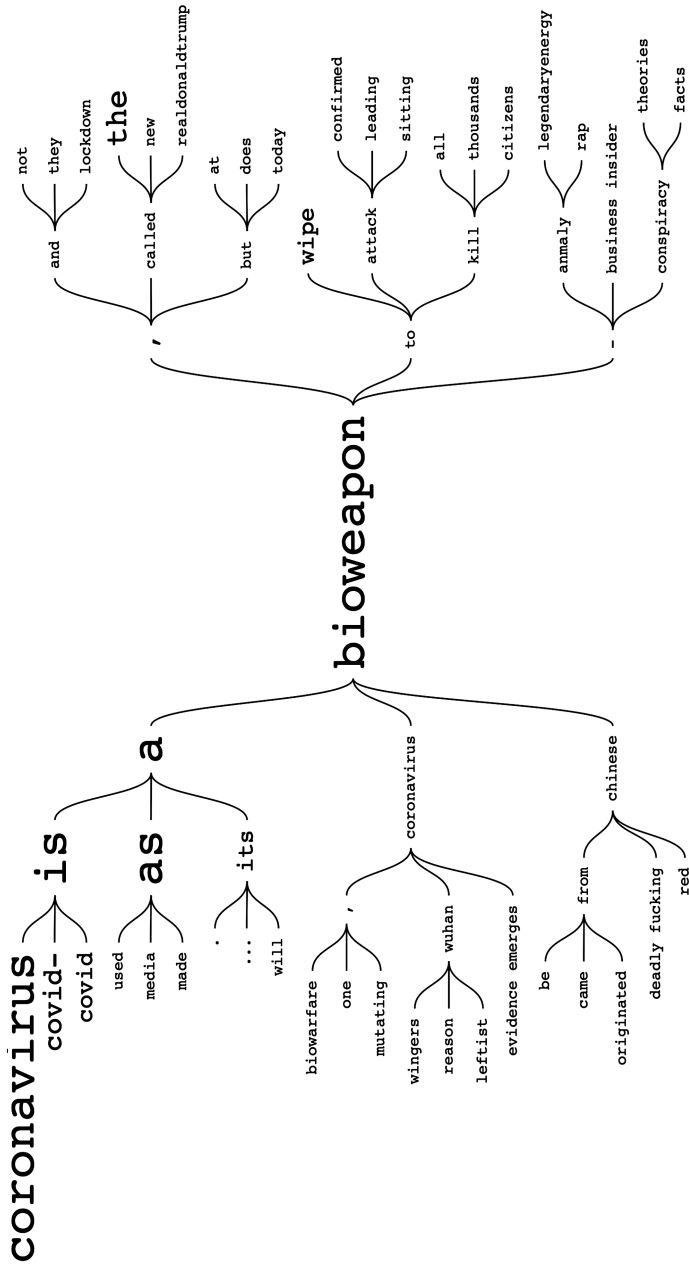 coronavirus
covid-
covid
is
used
media
made
as
.
...
will
its
a
biowarfare
one
mutating
,
wingers
reason
leftist
wuhan
evidence emerges
coronavirus
be
came
originated
from
deadly fucking
red
chinese
bioweapon
,
and
not
they
lockdown
called
the
new
realdonaldtrump
but
at
does
today
to
wipe
attack
confirmed
leading
sitting
kill
all
thousands
citizens
-
anmaly
legendaryenergy
rap
business insider
conspiracy
theories
facts